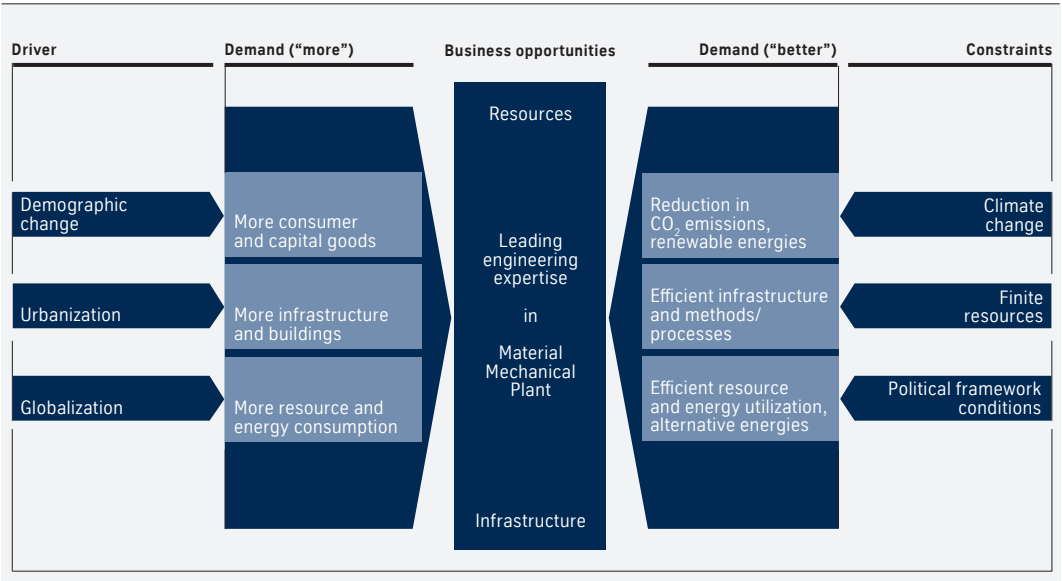 Driver
Demand (“more”)
Business opportunities
Demand (“better”)
Constraints
Demographic
change
Urbanization
Globalization
More consumer
and capital goods
More infrastructure
and buildings
More resource and
energy consumption
Resources
Leading
engineering
expertise
in
Material
Mechanical
Plant
Infrastructure
Reduction in
CO₂ emissions,
renewable energies
Efficient infrastructure
and methods/
processes
Efficient resource
and energy utilization,
alternative energies
Climate
change
Finite
resources
Political framework
conditions